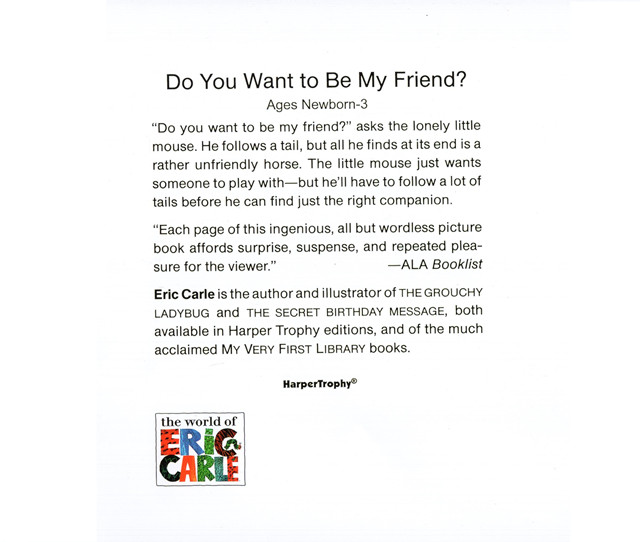 Do You Want to Be My Friend?
Ages Newborn-3
“Do you want to be my friend?” asks the lonely little
mouse. He follows a tail, but all he finds at its end is a
rather unfriendly horse. The little mouse just wants
someone to play with—but he’ll have to follow a lot of
tails before he can find just the right companion.
“Each page of this ingenious, all but wordless picture
book affords surprise, suspense, and repeated plea-
sure for the viewer.” —ALA Booklist
Eric Carle is the author and illustrator of THE GROUCHY
LADYBUG and THE SECRET BIRTHDAY MESSAGE, both
available in Harper Trophy editions, and of the much
acclaimed MY VERY FIRST LIBRARY books.
HarperTrophy®
the world of
ERIC
CARLE